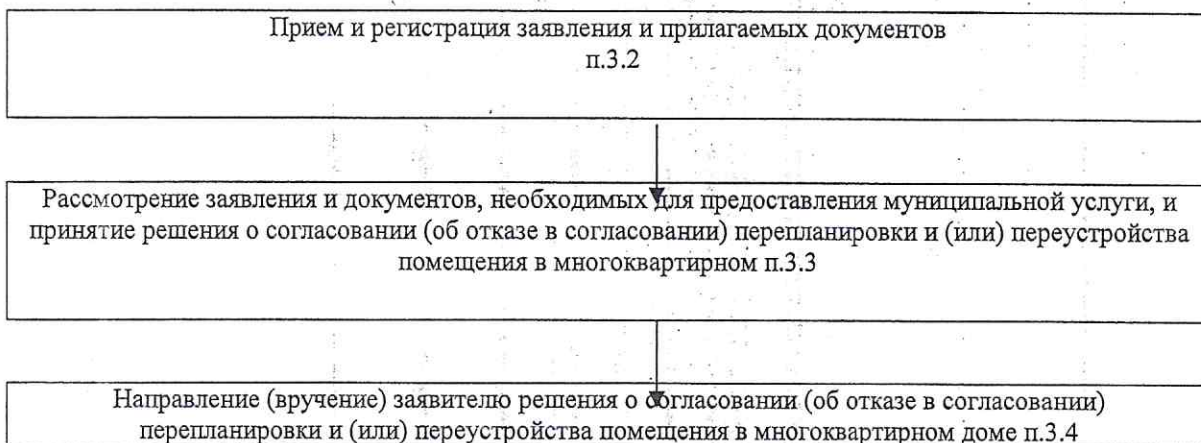 Прием и регистрация заявления и прилагаемых документов
п.3.2
Рассмотрение заявления и документов, необходимых для предоставления муниципальной услуги, и
принятие решения о согласовании (об отказе в согласовании) перепланировки и (или) переустройства
помещения в многоквартирном п.3.3
Направление (вручение) заявителю решения о согласовании (об отказе в согласовании)
перепланировки и (или) переустройства помещения в многоквартирном доме п.3.4